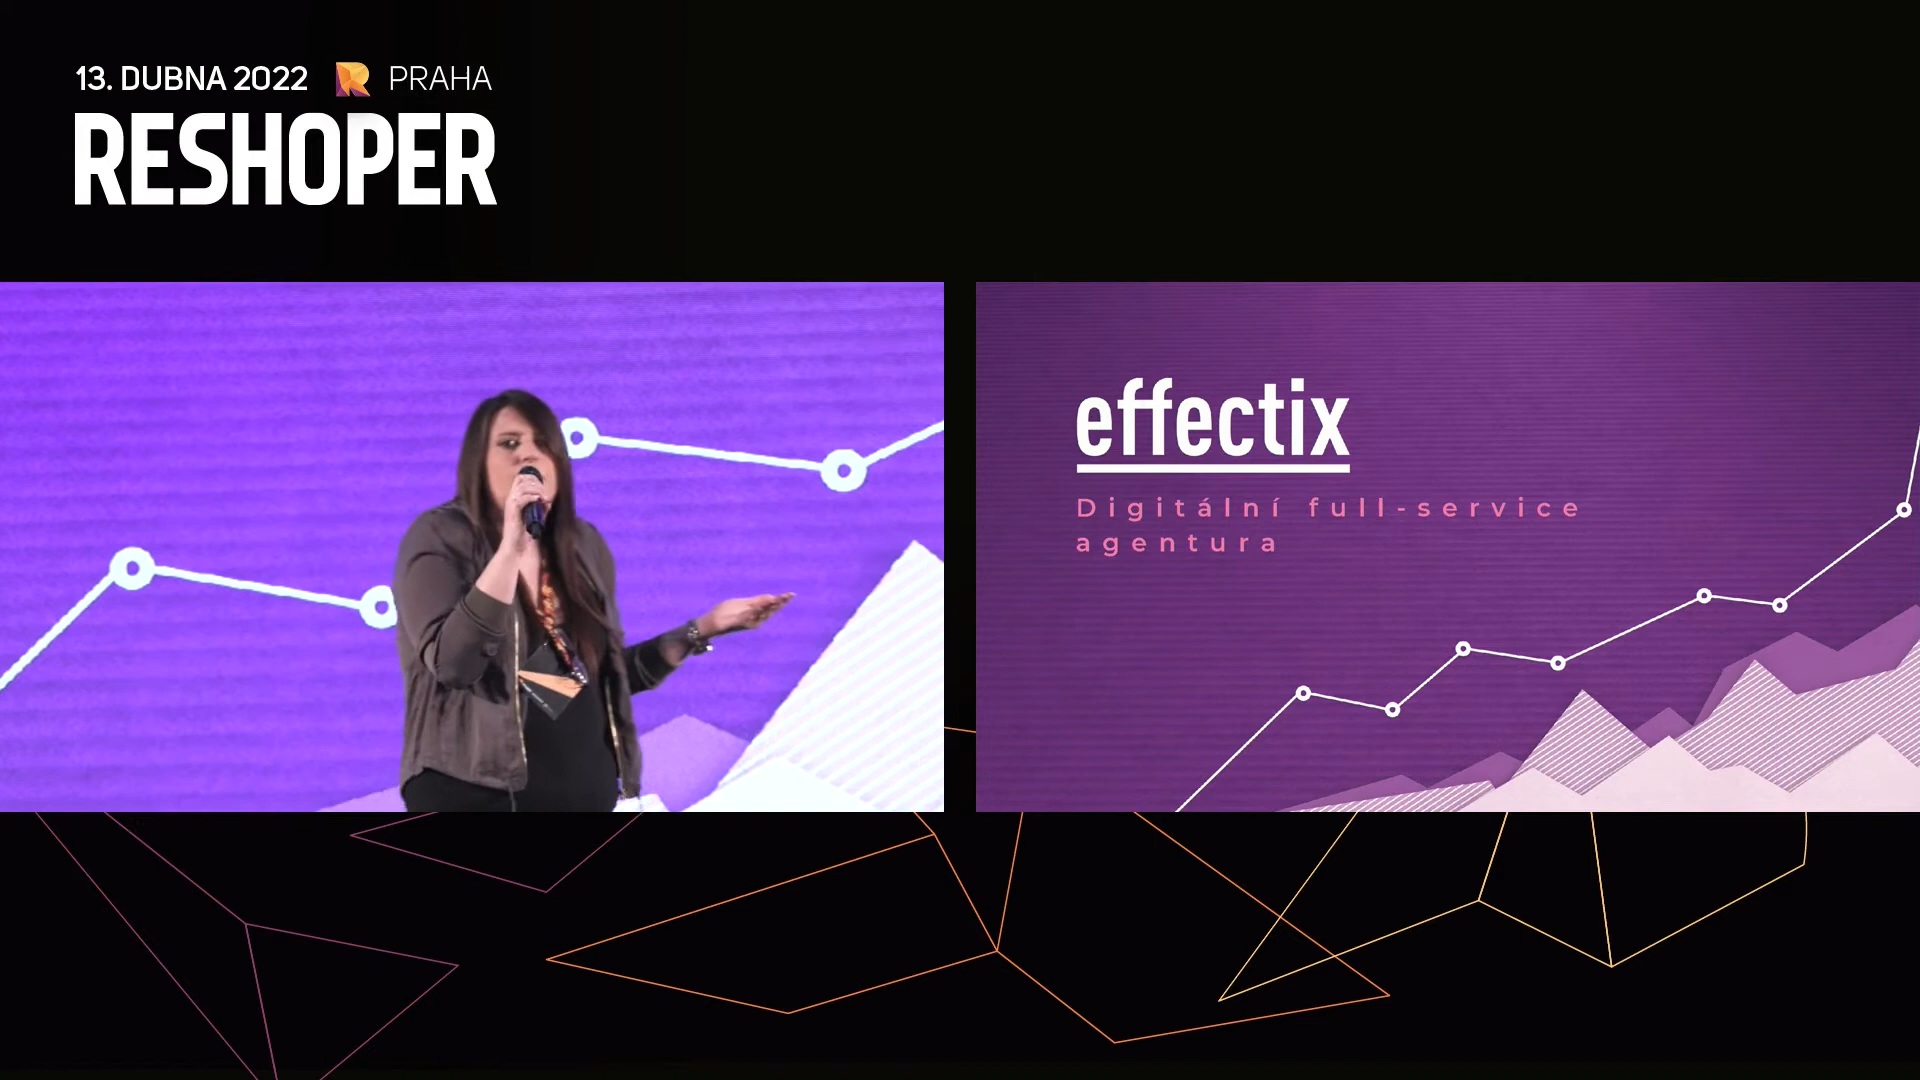 13. DUBNA 2022 PRAHA
RESHOPER
effectix
Digitální full-service
agentura